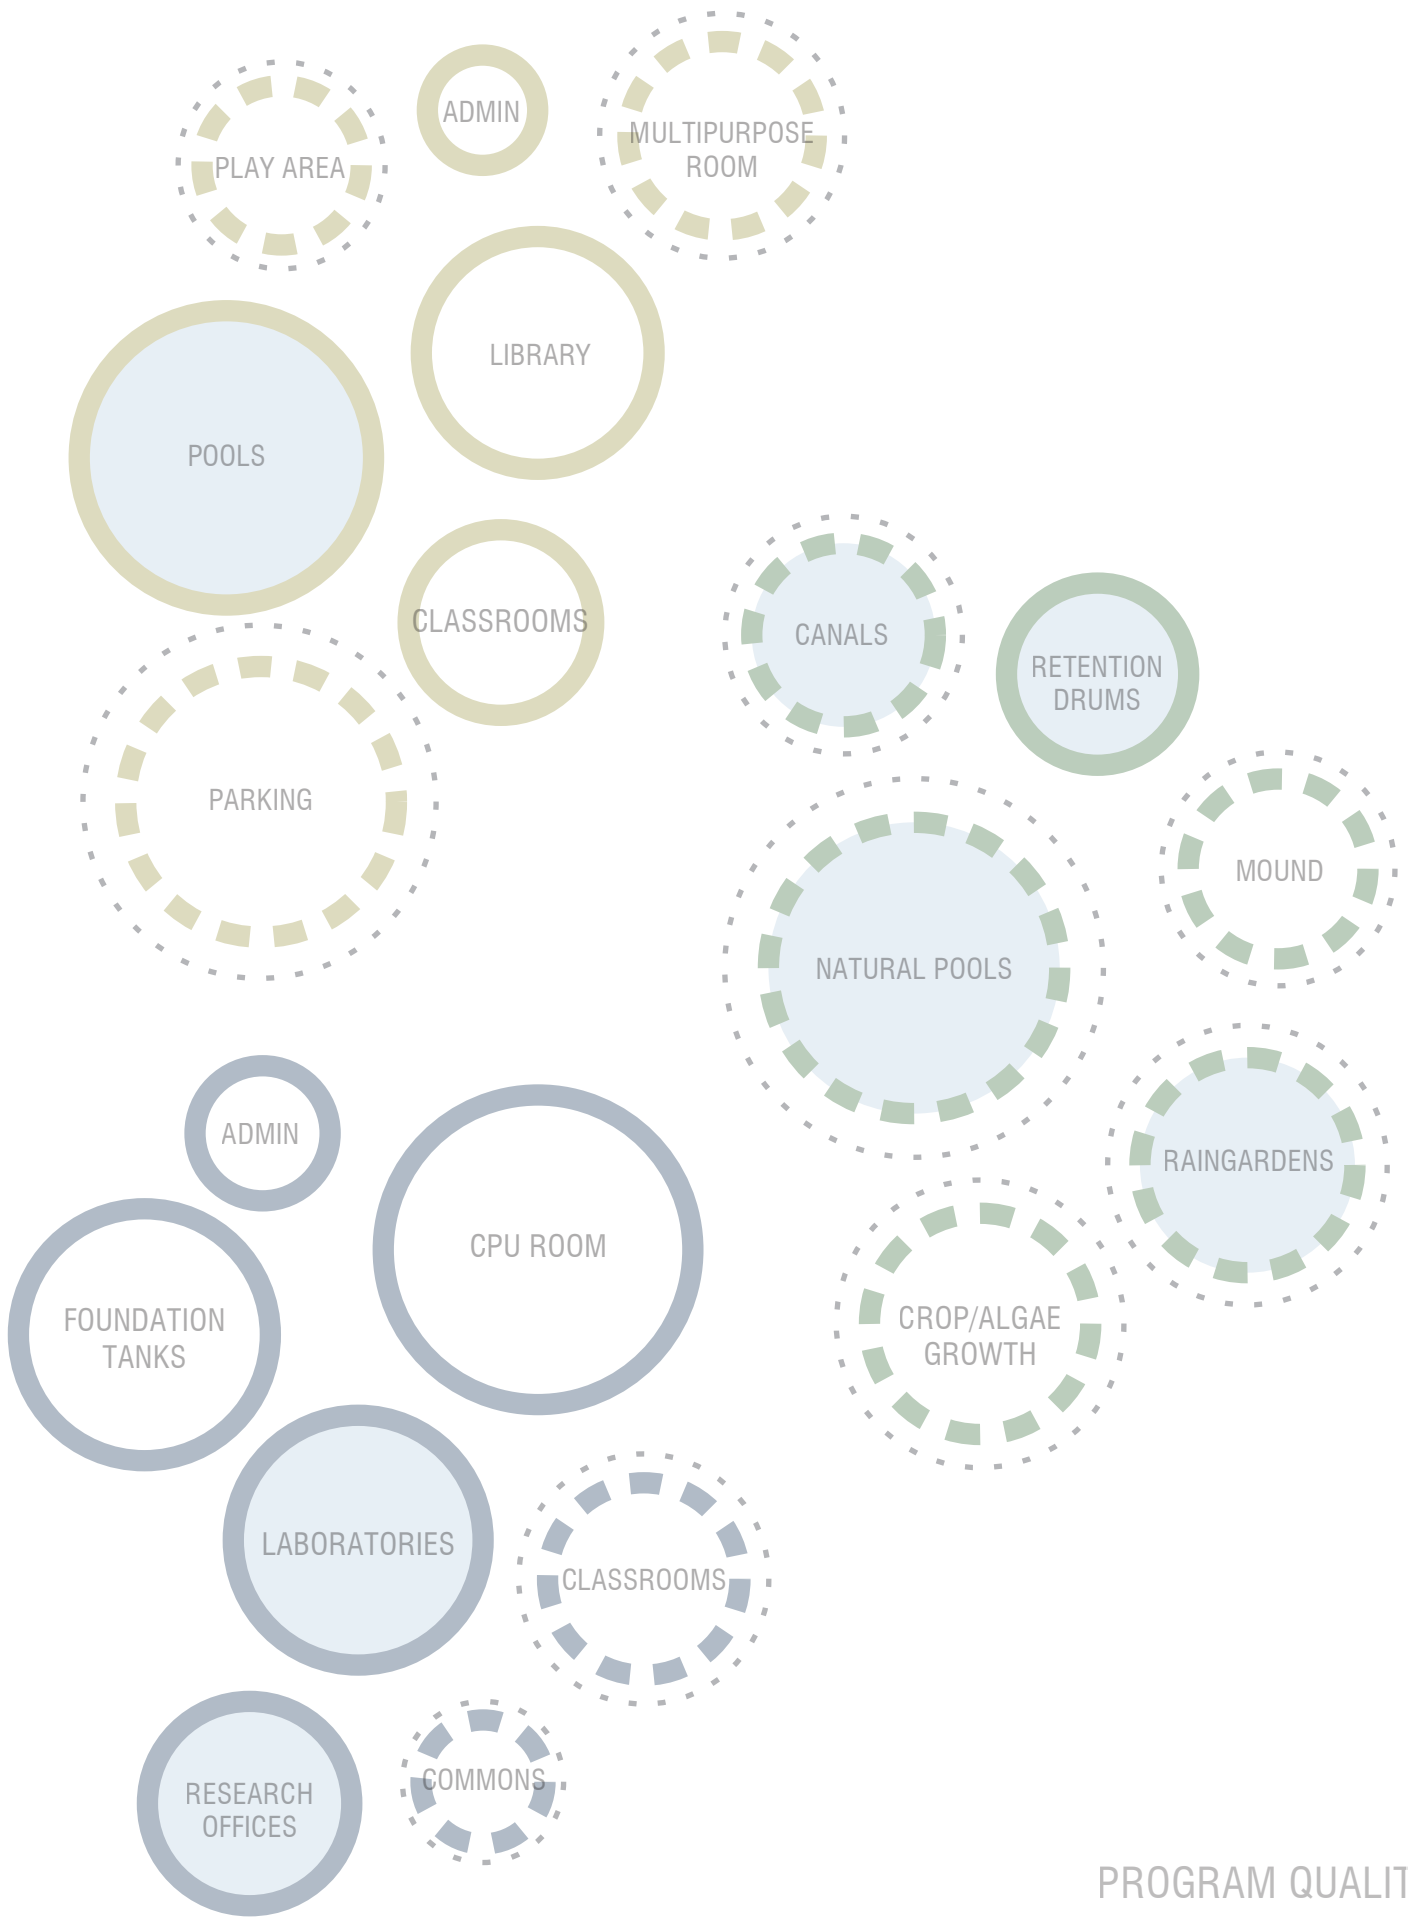 ADMIN
MULTIPURPOSE
ROOM
PLAY AREA
LIBRARY
POOLS
CLASSROOMS
CANALS
RETENTION
DRUMS
PARKING
MOUND
NATURAL POOLS
ADMIN
RAINGARDENS
CPU ROOM
FOUNDATION
TANKS
CROP/ALGAE
GROWTH
LABORATORIES
CLASSROOMS
COMMONS
RESEARCH
OFFICES
PROGRAM QUALIT